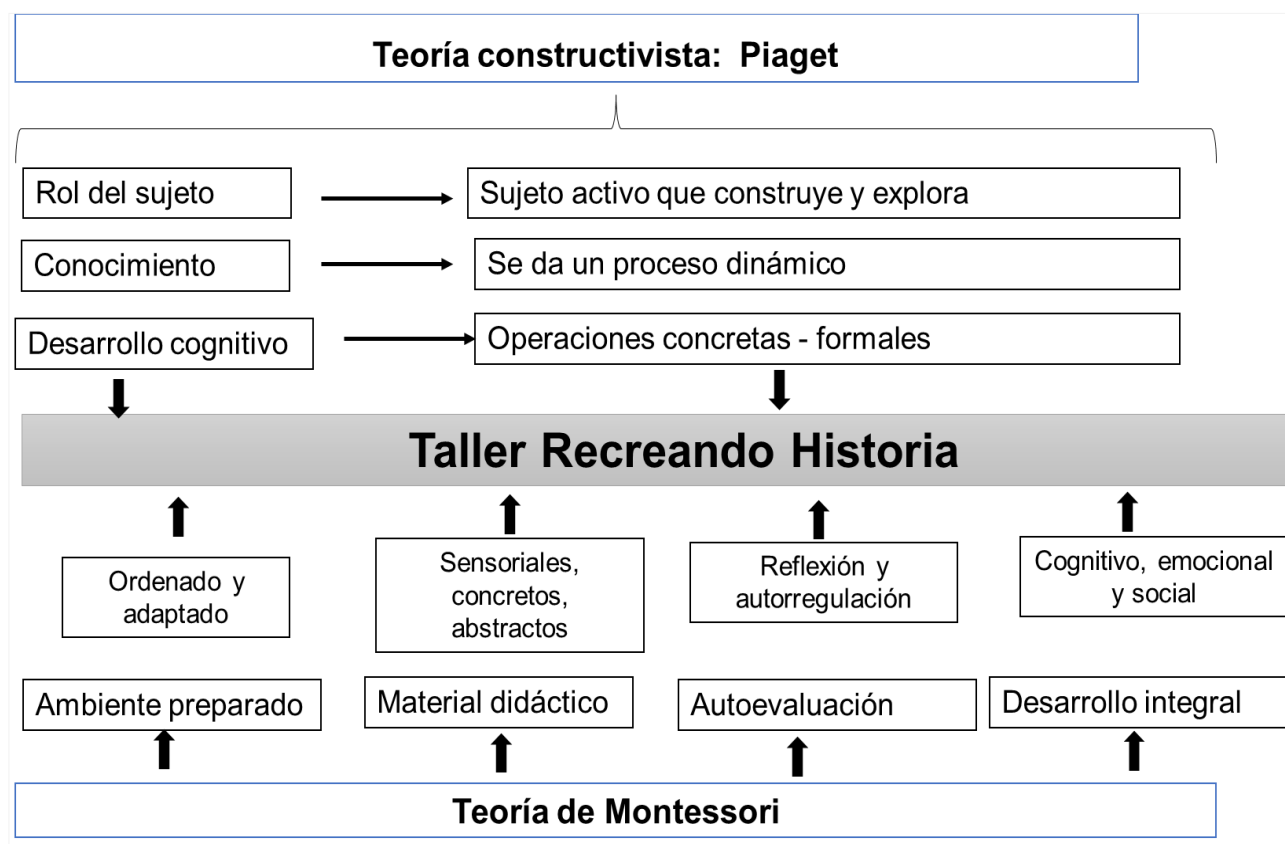 Teoría constructivista: Piaget
Rol del sujeto
Sujeto activo que construye y explora
Conocimiento
Se da un proceso dinámico
Desarrollo cognitivo
Operaciones concretas - formales
Taller Recreando Historia
Ordenado y
adaptado
Sensoriales,
concretos,
abstractos
Reflexión y
autorregulación
Cognitivo, emocional
y social
Ambiente preparado
Material didáctico
Autoevaluación
Desarrollo integral
Teoría de Montessori